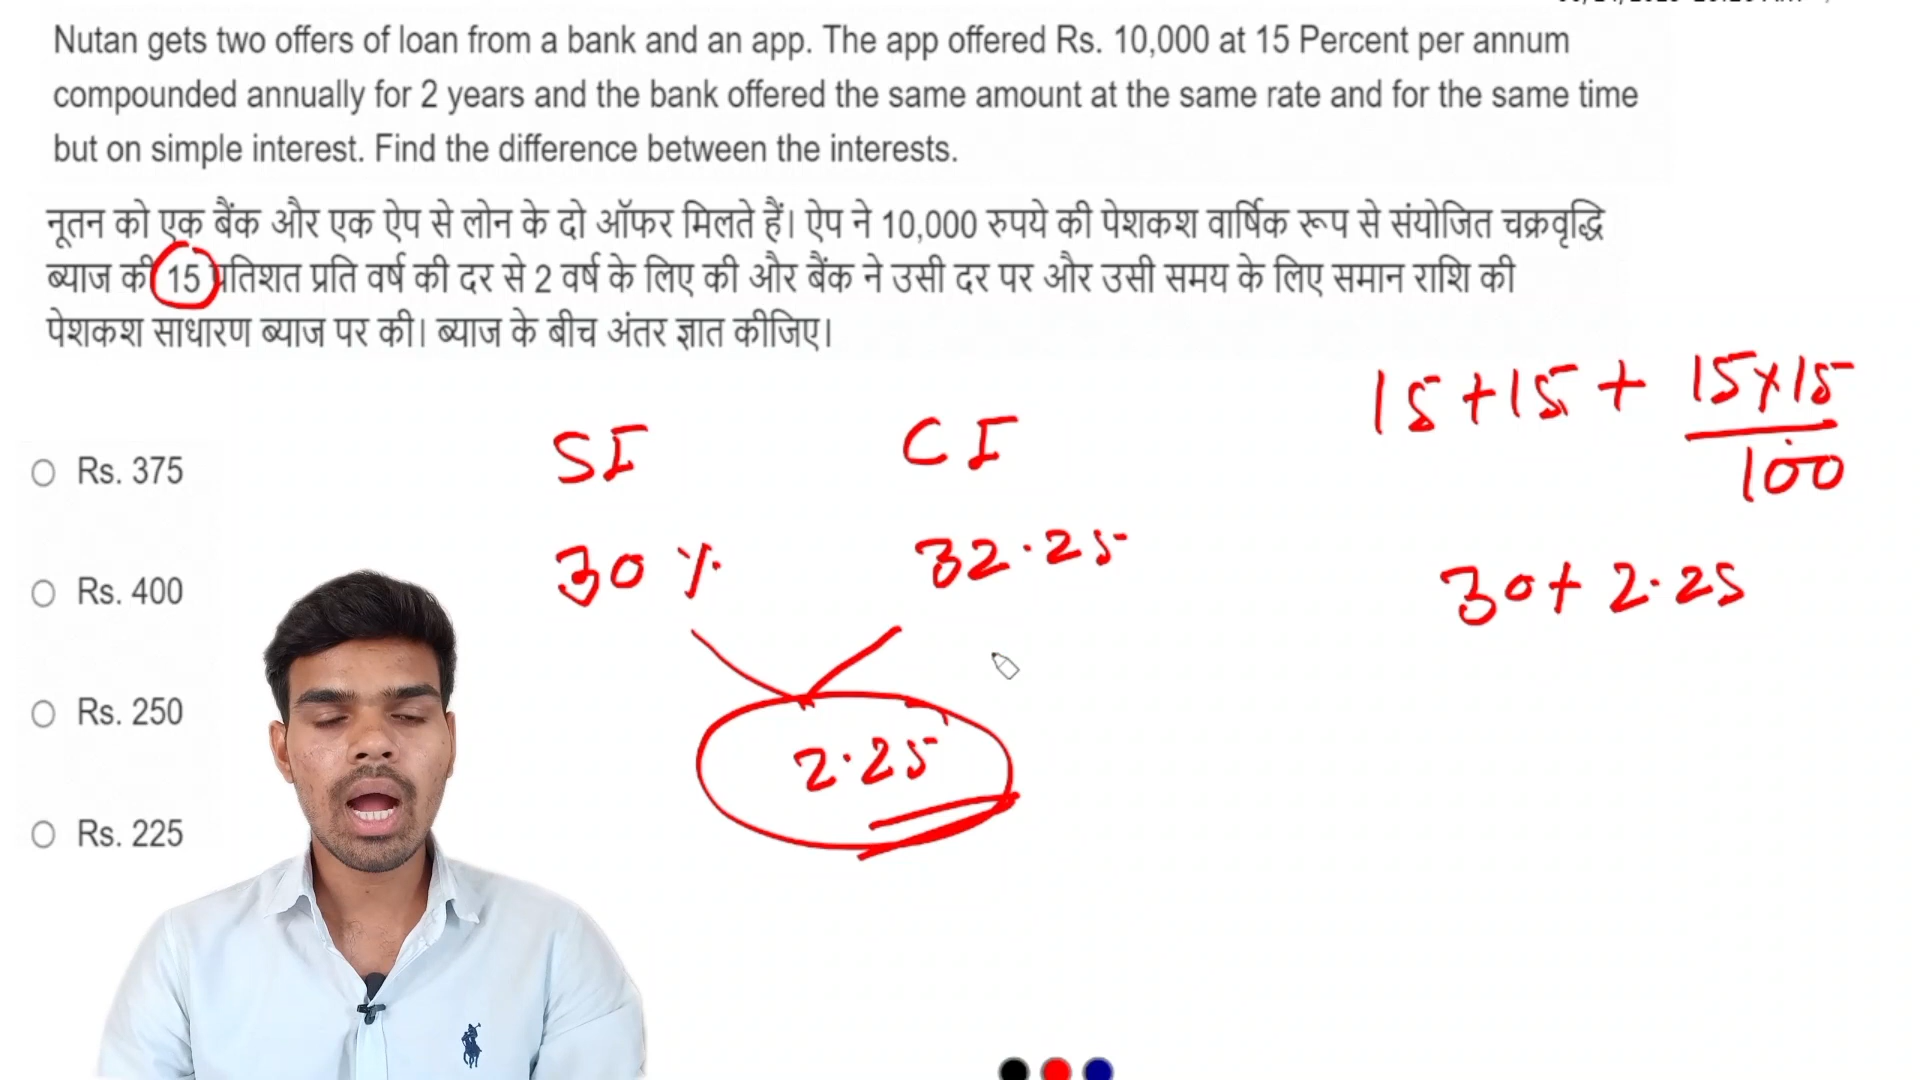 Nutan gets two offers of loan from a bank and an app. The app offered Rs. 10,000 at 15 Percent per annum
compounded annually for 2 years and the bank offered the same amount at the same rate and for the same time
but on simple interest. Find the difference between the interests.
नूतन को एक बैंक और एक ऐप से लोन के दो ऑफर मिलते हैं। ऐप ने 10,000 रुपये की पेशकश वार्षिक रूप से संयोजित चक्रवृद्धि
ब्याज की 15 प्रतिशत प्रति वर्ष की दर से 2 वर्ष के लिए की और बैंक ने उसी दर पर और उसी समय के लिए समान राशि की
पेशकश साधारण ब्याज पर की। ब्याज के बीच अंतर ज्ञात कीजिए।
15+15+ 15×15
100
SI CI
Rs. 375
30 % 32.25
30+2.25
Rs. 400
Rs. 250
2.25
Rs. 225